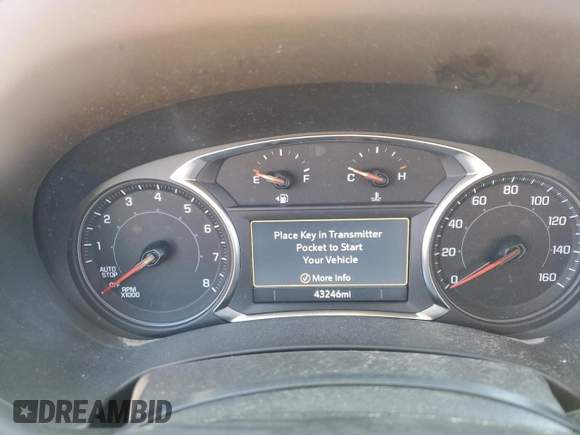 E F C H
1 2 3 4 5 6 7 8
AUTO
STOP
OFF
RPM
X1000
Place Key in Transmitter
Pocket to Start
Your Vehicle
More Info
43246mi
0 20 40 60 80 100 120 140 160
DREAMBID